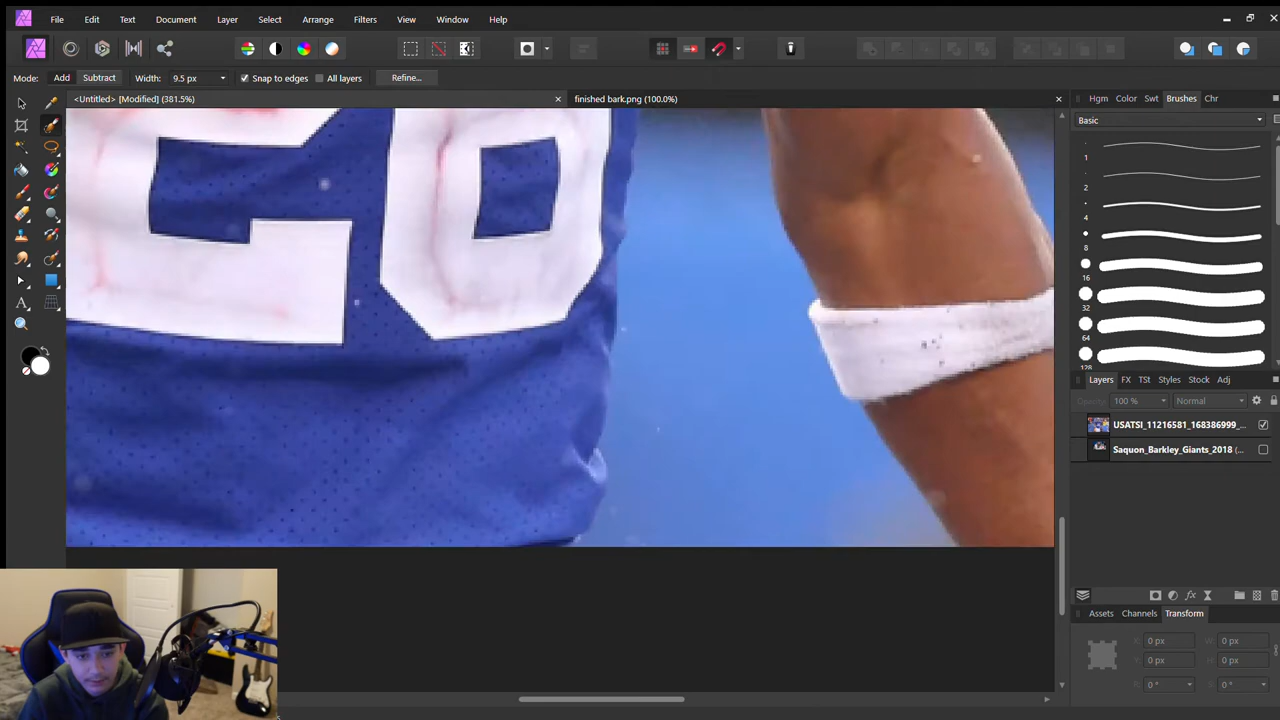 File Edit Text Document Layer Select Arrange Filters View Window Help
Mode: Add Subtract Width: 9.5 px Snap to edges All layers Refine...
<Untitled> [Modified] (381.5%) finished bark.png (100.0%)
Hgm Color Swt Brushes Chr
Basic
1
2
4
8
16
32
64
128
Layers FX TSt Styles Stock Adj
Opacity: 100 % Normal
USATSI_11216581_168386999_...
Saquon_Barkley_Giants_2018 (...
Assets Channels Transform
X: 0 px W: 0 px
Y: 0 px H: 0 px
R: 0 ° S: 0 °
26